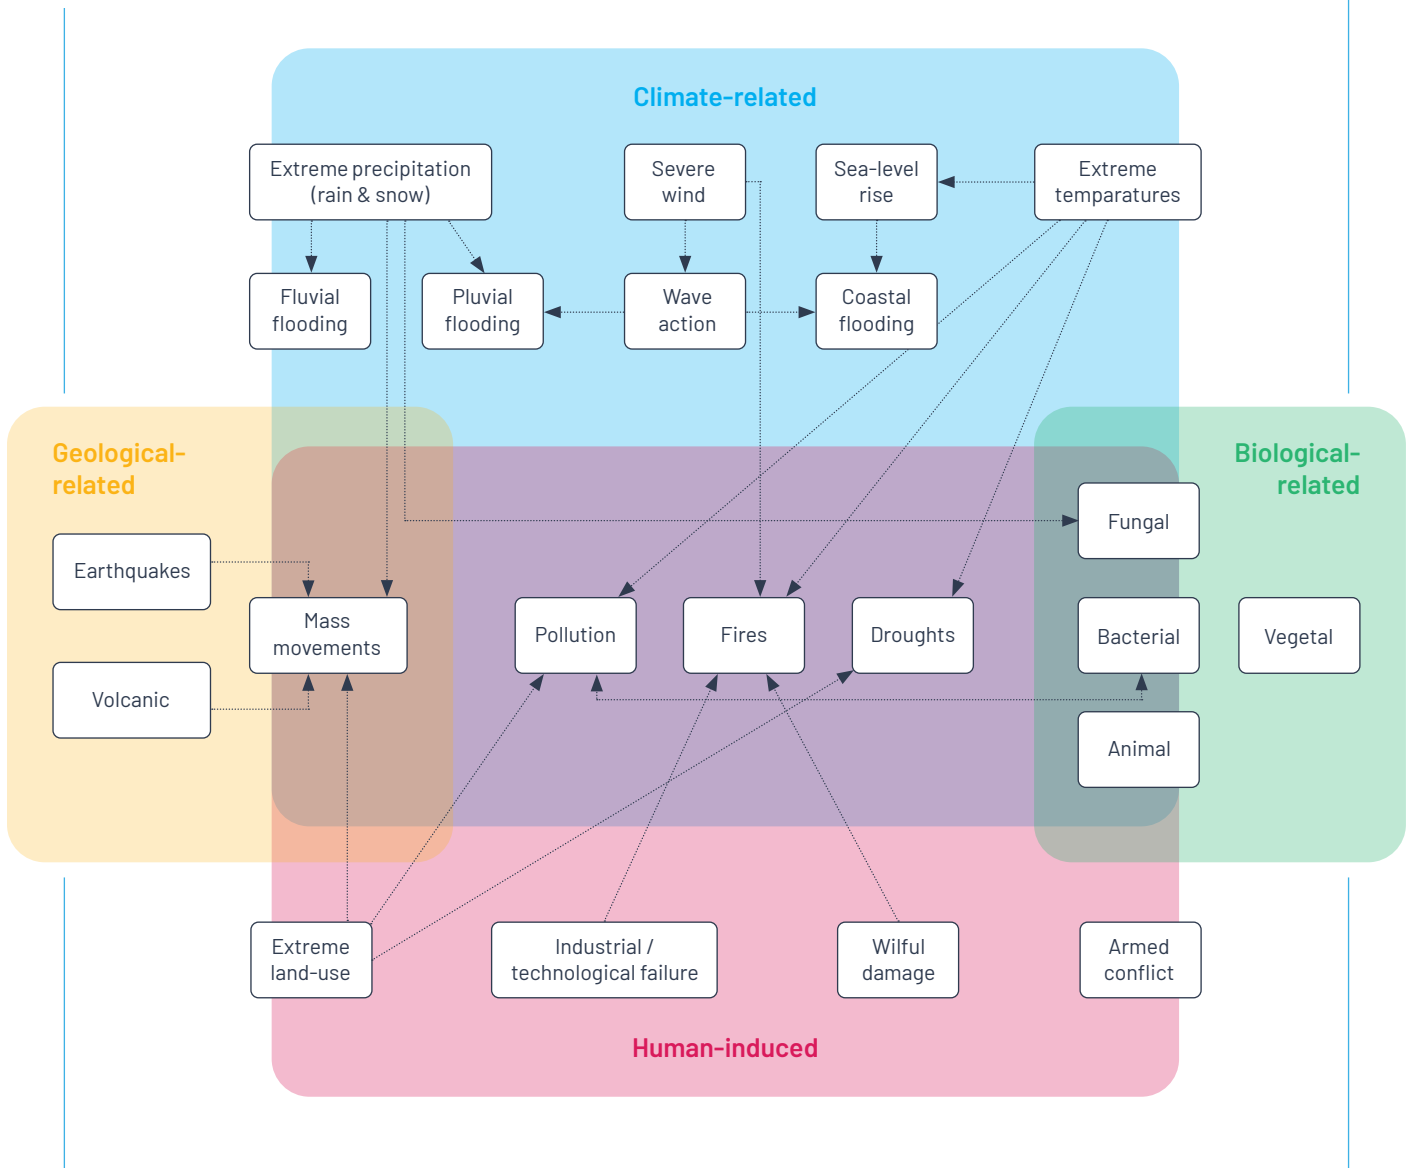 Climate-related
Extreme precipitation
(rain & snow)
Severe
wind
Sea-level
rise
Extreme
temparatures
Fluvial
flooding
Pluvial
flooding
Wave
action
Coastal
flooding
Geological-
related
Biological-
related
Fungal
Earthquakes
Mass
movements
Pollution
Fires
Droughts
Bacterial
Vegetal
Volcanic
Animal
Extreme
land-use
Industrial /
technological failure
Wilful
damage
Armed
conflict
Human-induced